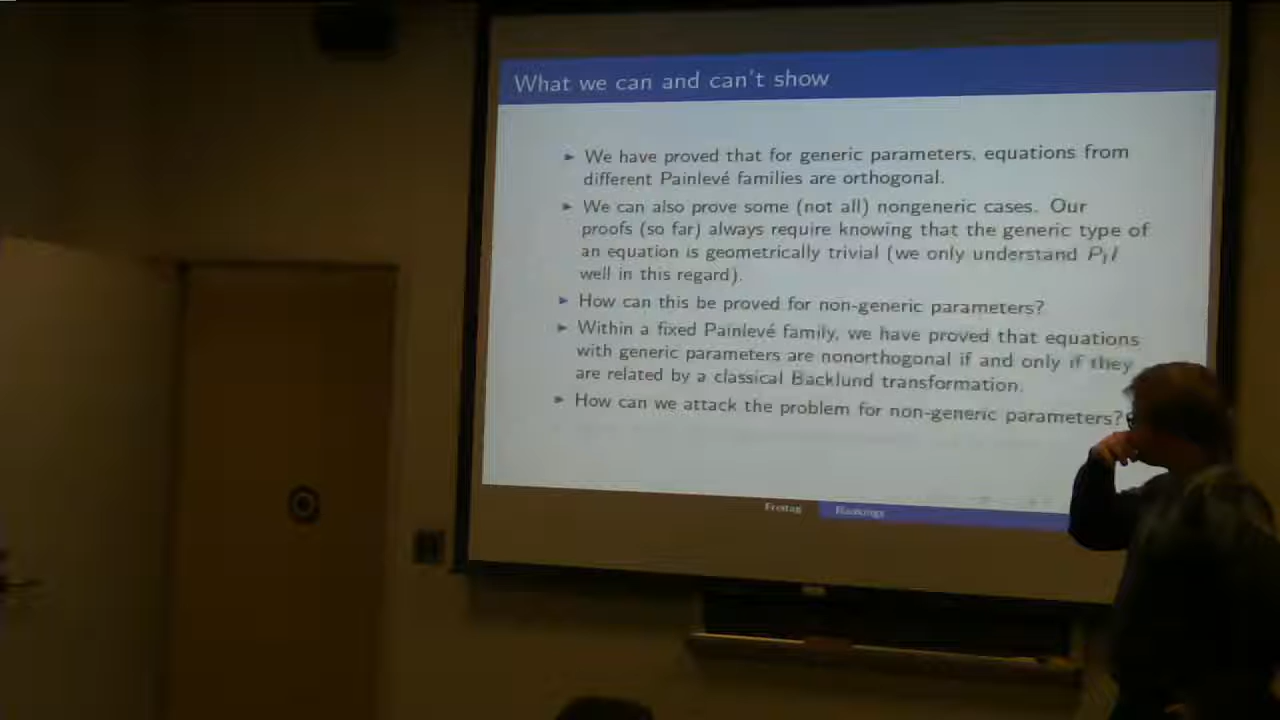 What we can and can't show
▸ We have proved that for generic parameters, equations from
different Painlevé families are orthogonal.
▸ We can also prove some (not all) nongeneric cases. Our
proofs (so far) always require knowing that the generic type of
an equation is geometrically trivial (we only understand P_I I
well in this regard).
▸ How can this be proved for non-generic parameters?
▸ Within a fixed Painlevé family, we have proved that equations
with generic parameters are nonorthogonal if and only if they
are related by a classical Backlund transformation.
▸ How can we attack the problem for non-generic parameters?
Freitag